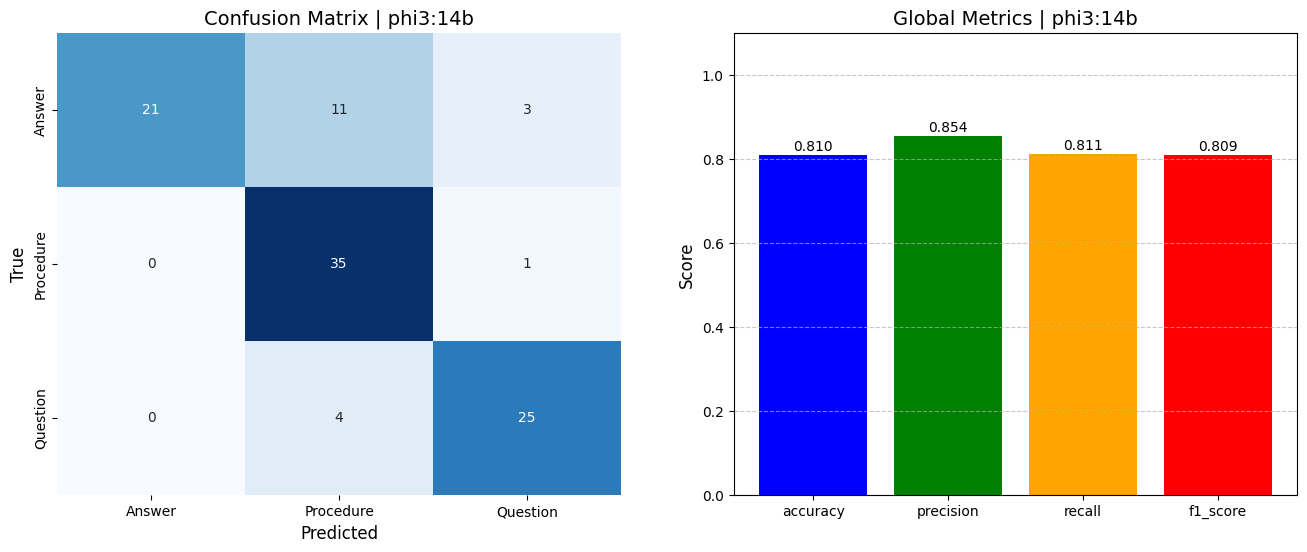 Confusion Matrix | phi3:14b
True
Answer
21 11 3
Procedure
0 35 1
Question
0 4 25
Answer Procedure Question
Predicted
Global Metrics | phi3:14b
Score
1.0
0.8
0.6
0.4
0.2
0.0
0.810
0.854
0.811
0.809
accuracy precision recall f1_score